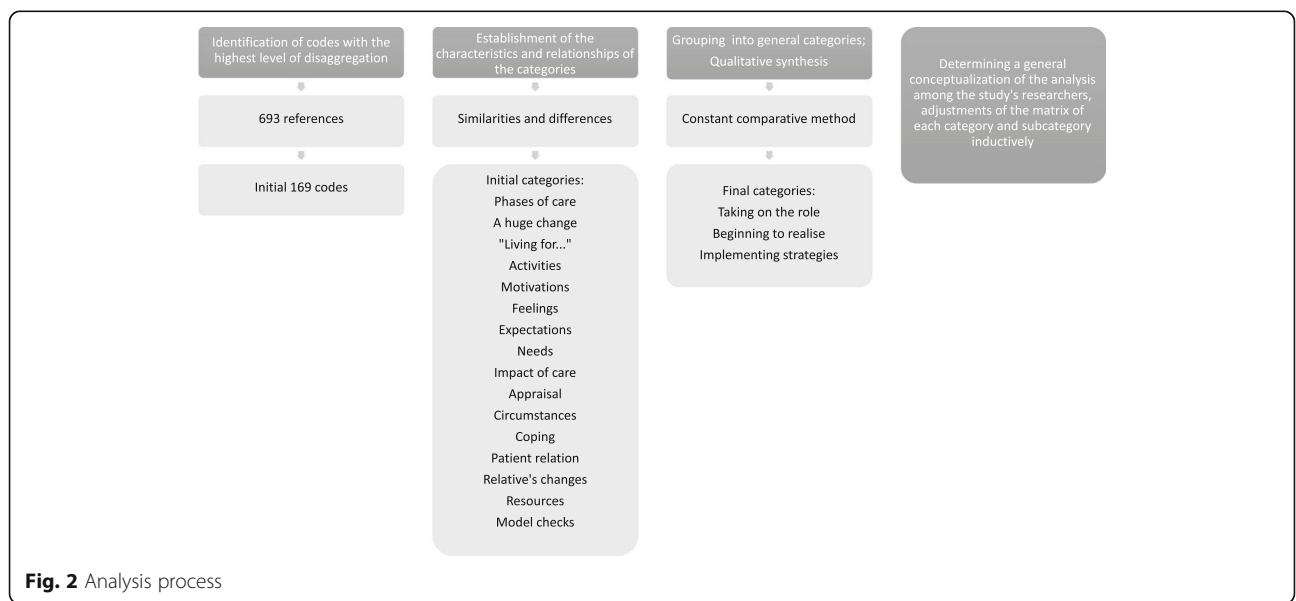 Identification of codes with the
highest level of disaggregation
693 references
Initial 169 codes
Establishment of the
characteristics and relationships of
the categories
Similarities and differences
Initial categories:
Phases of care
A huge change
"Living for..."
Activities
Motivations
Feelings
Expectations
Needs
Impact of care
Appraisal
Circumstances
Coping
Patient relation
Relative's changes
Resources
Model checks
Grouping into general categories;
Qualitative synthesis
Constant comparative method
Final categories:
Taking on the role
Beginning to realise
Implementing strategies
Determining a general
conceptualization of the analysis
among the study's researchers,
adjustments of the matrix of
each category and subcategory
inductively
Fig. 2 Analysis process